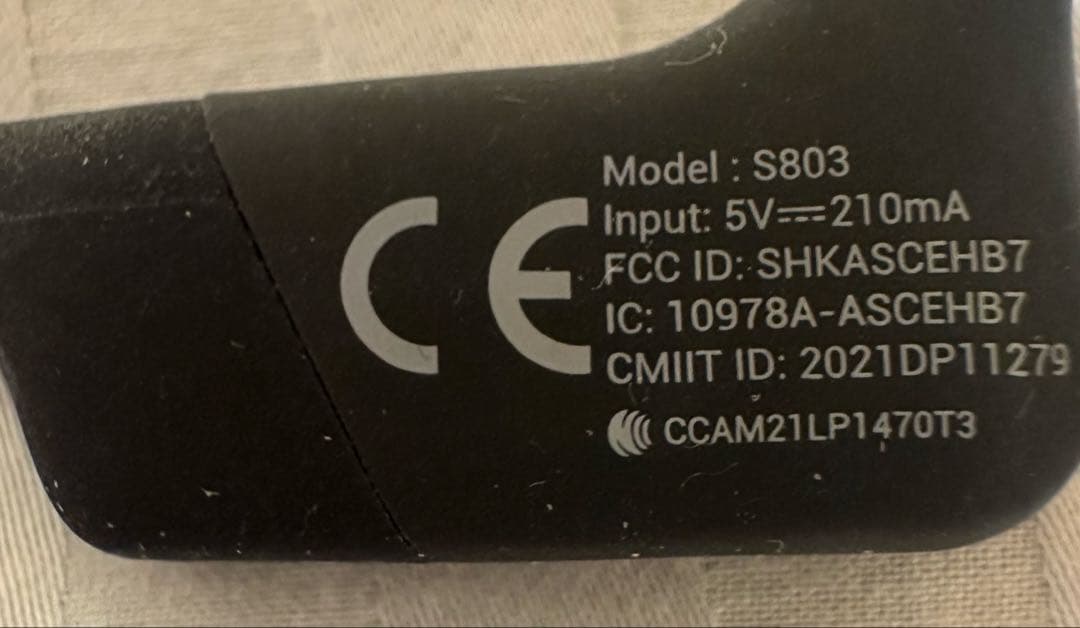 CE
Model : S803
Input: 5V⎓210mA
FCC ID: SHKASCEHB7
IC: 10978A-ASCEHB7
CMIIT ID: 2021DP11279
CCAM21LP1470T3